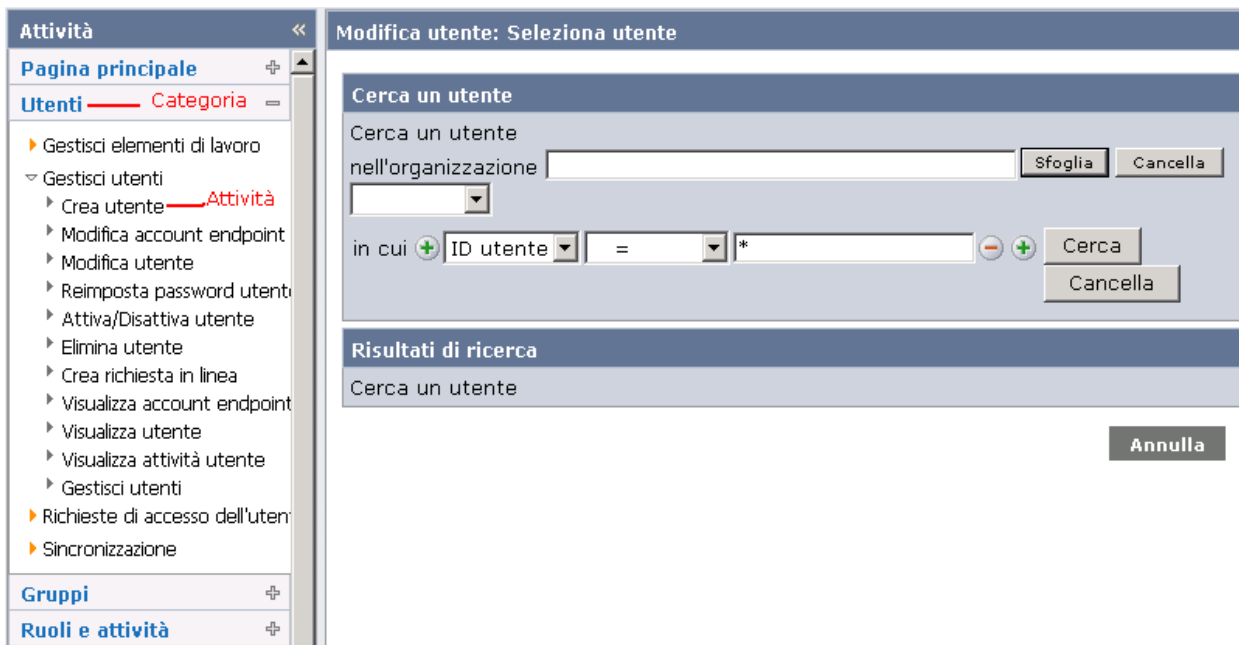 Attività «
Pagina principale
Utenti Categoria
Gestisci elementi di lavoro
Gestisci utenti
Crea utente Attività
Modifica account endpoint
Modifica utente
Reimposta password utent
Attiva/Disattiva utente
Elimina utente
Crea richiesta in linea
Visualizza account endpoint
Visualizza utente
Visualizza attività utente
Gestisci utenti
Richieste di accesso dell'uten
Sincronizzazione
Gruppi
Ruoli e attività
Modifica utente: Seleziona utente
Cerca un utente
Cerca un utente
nell'organizzazione Sfoglia Cancella
in cui ID utente = * Cerca
Cancella
Risultati di ricerca
Cerca un utente
Annulla